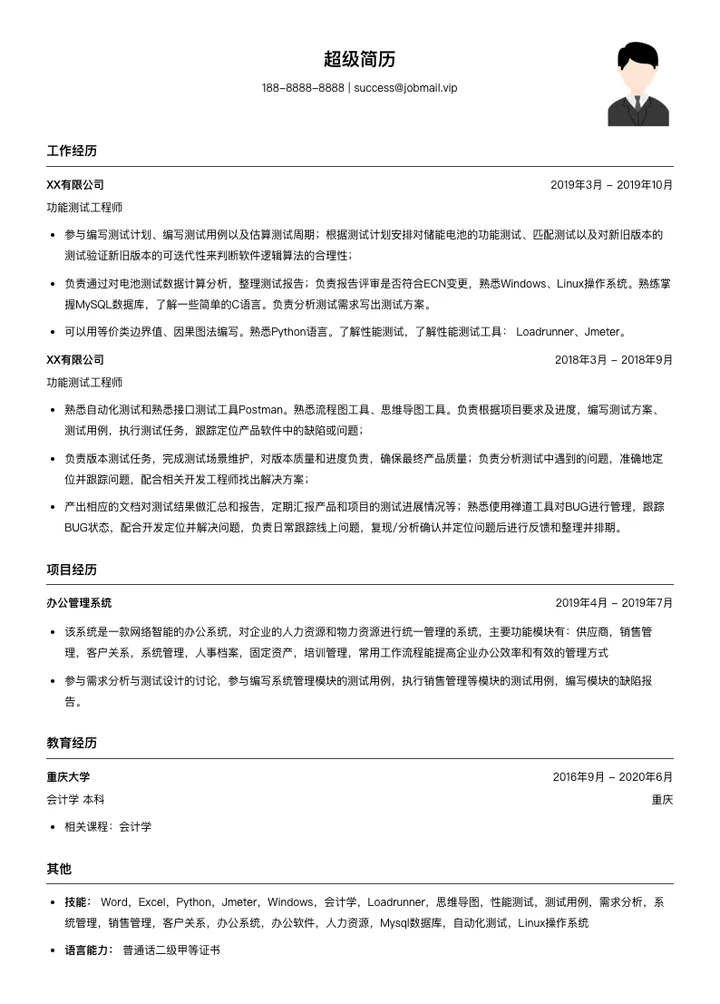 超级简历
188-8888-8888 | success@jobmail.vip
工作经历
XX有限公司 2019年3月 – 2019年10月
功能测试工程师
• 参与编写测试计划、编写测试用例以及估算测试周期；根据测试计划安排对储能电池的功能测试、匹配测试以及对新旧版本的
测试验证新旧版本的可迭代性来判断软件逻辑算法的合理性；
• 负责通过对电池测试数据计算分析，整理测试报告；负责报告评审是否符合ECN变更，熟悉Windows、Linux操作系统。熟练掌
握MySQL数据库，了解一些简单的C语言。负责分析测试需求写出测试方案。
• 可以用等价类边界值、因果图法编写。熟悉Python语言。了解性能测试，了解性能测试工具： Loadrunner、Jmeter。
XX有限公司 2018年3月 – 2018年9月
功能测试工程师
• 熟悉自动化测试和熟悉接口测试工具Postman。熟悉流程图工具、思维导图工具。负责根据项目要求及进度，编写测试方案、
测试用例，执行测试任务，跟踪定位产品软件中的缺陷或问题；
• 负责版本测试任务，完成测试场景维护，对版本质量和进度负责，确保最终产品质量；负责分析测试中遇到的问题，准确地定
位并跟踪问题，配合相关开发工程师找出解决方案；
• 产出相应的文档对测试结果做汇总和报告，定期汇报产品和项目的测试进展情况等；熟悉使用禅道工具对BUG进行管理，跟踪
BUG状态，配合开发定位并解决问题，负责日常跟踪线上问题，复现/分析确认并定位问题后进行反馈和整理并排期。
项目经历
办公管理系统 2019年4月 – 2019年7月
• 该系统是一款网络智能的办公系统，对企业的人力资源和物力资源进行统一管理的系统，主要功能模块有：供应商，销售管
理，客户关系，系统管理，人事档案，固定资产，培训管理，常用工作流程能提高企业办公效率和有效的管理方式
• 参与需求分析与测试设计的讨论，参与编写系统管理模块的测试用例，执行销售管理等模块的测试用例，编写模块的缺陷报
告。
教育经历
重庆大学 2016年9月 – 2020年6月
会计学 本科 重庆
• 相关课程：会计学
其他
• 技能： Word，Excel，Python，Jmeter，Windows，会计学，Loadrunner，思维导图，性能测试，测试用例，需求分析，系
统管理，销售管理，客户关系，办公系统，办公软件，人力资源，Mysql数据库，自动化测试，Linux操作系统
• 语言能力： 普通话二级甲等证书